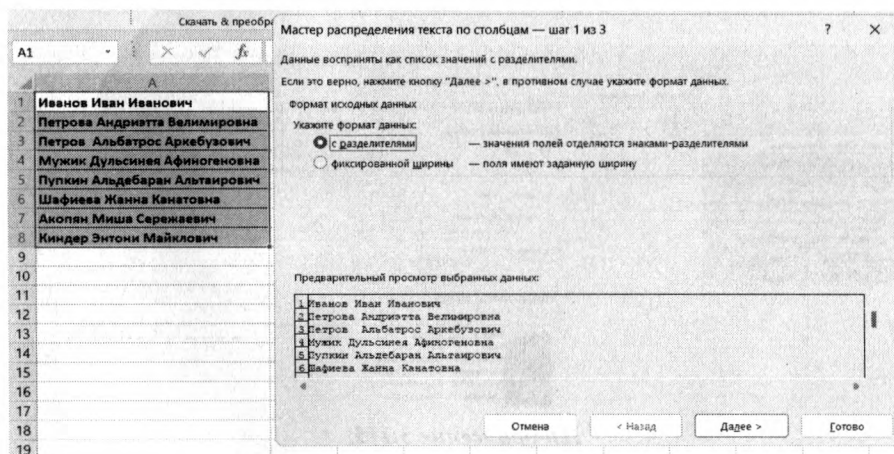 Скачать & преобра
A1
fx
Мастер распределения текста по столбцам — шаг 1 из 3
?
Данные восприняты как список значений с разделителями.
Если это верно, нажмите кнопку "Далее >", в противном случае укажите формат данных.
Формат исходных данных
Укажите формат данных:
с разделителями — значения полей отделяются знаками-разделителями
фиксированной ширины — поля имеют заданную ширину
A
1 Иванов Иван Иванович
2 Петрова Андриэтта Велимировна
3 Петров Альбатрос Аркебузович
4 Мужик Дульсинея Афиногеновна
5 Пупкин Альдебаран Альтаирович
6 Шафиева Жанна Канатовна
7 Акопян Миша Сережаевич
8 Киндер Энтони Майклович
9
10
11
12
13
14
15
16
17
18
19
Предварительный просмотр выбранных данных:
1 Иванов Иван Иванович
2 Петрова Андриэтта Велимировна
3 Петров Альбатрос Аркебузович
4 Мужик Дульсинея Афиногеновна
5 Пупкин Альдебаран Альтаирович
6 Шафиева Жанна Канатовна
Отмена
< Назад
Далее >
Готово